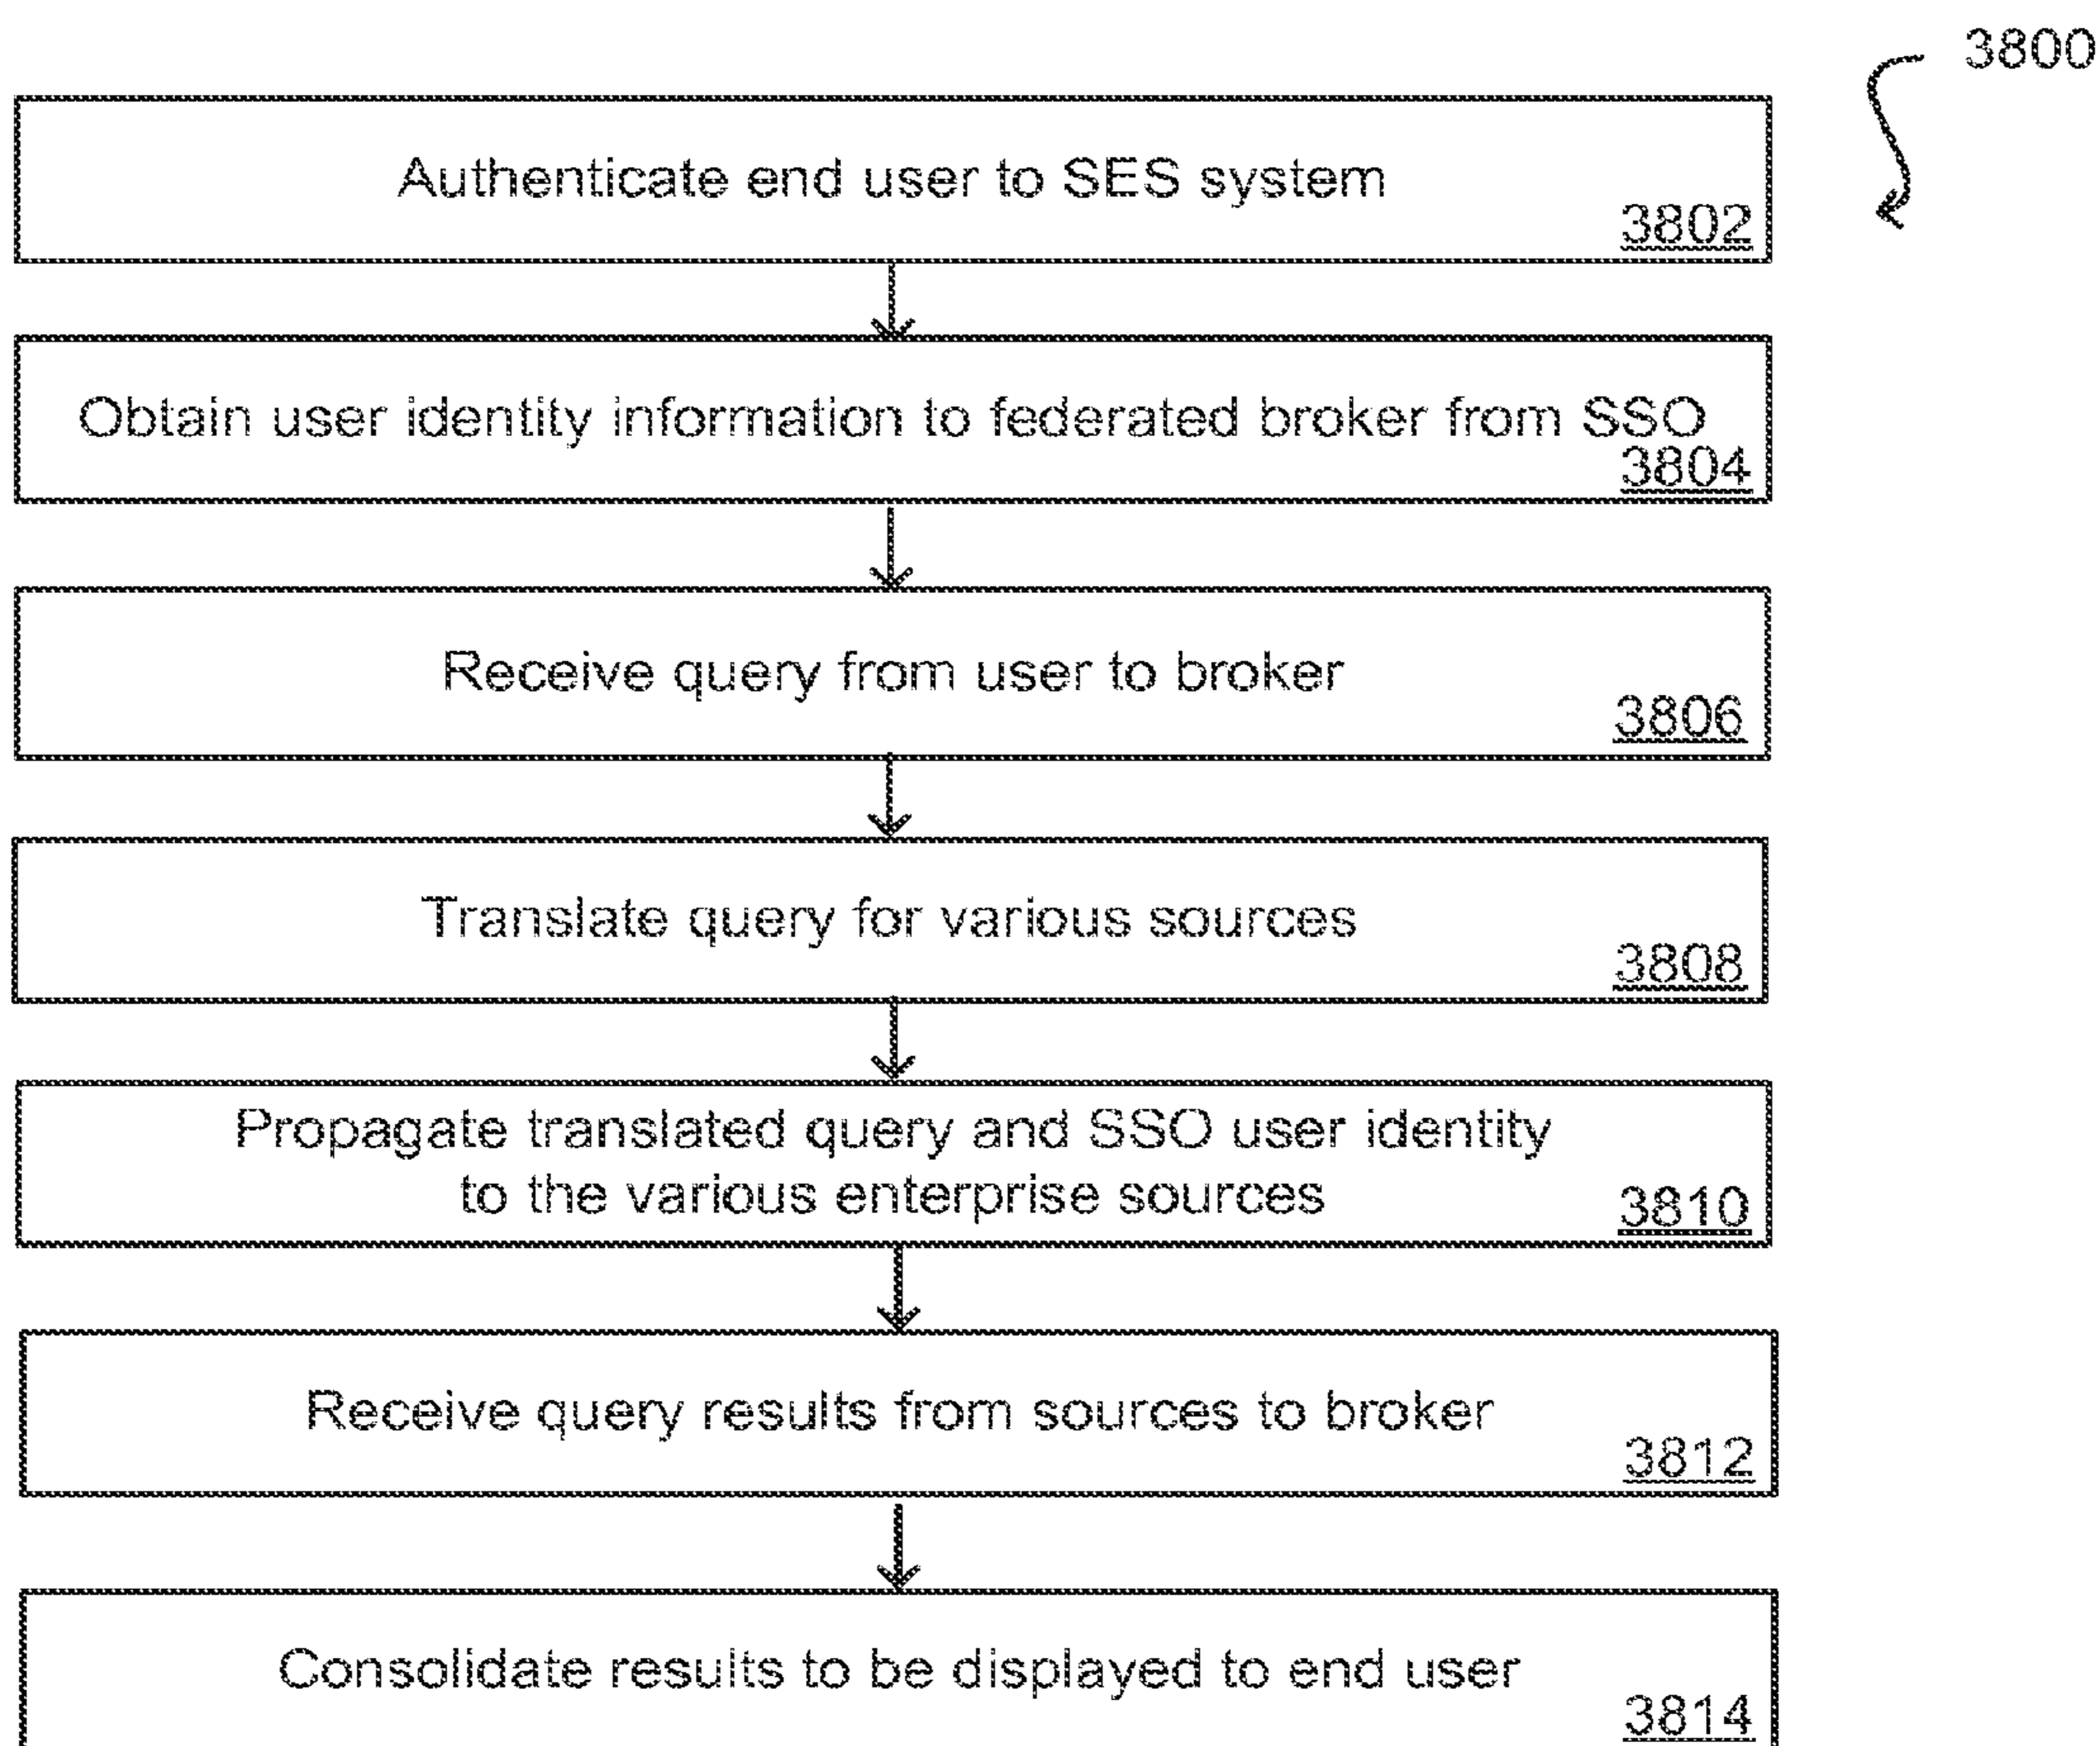 3800
Authenticate end user to SES system
3802
Obtain user identity information to federated broker from SSO
3804
Receive query from user to broker
3806
Translate query for various sources
3808
Propagate translated query and SSO user identity
to the various enterprise sources
3810
Receive query results from sources to broker
3812
Consolidate results to be displayed to end user
3814